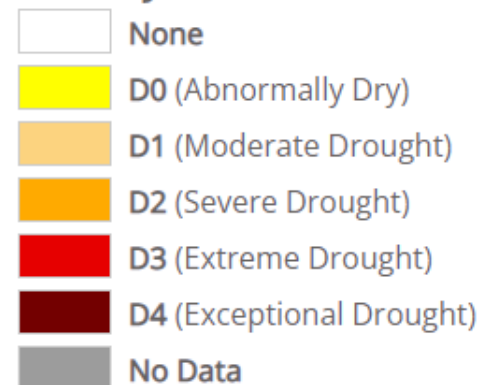 None
D0 (Abnormally Dry)
D1 (Moderate Drought)
D2 (Severe Drought)
D3 (Extreme Drought)
D4 (Exceptional Drought)
No Data